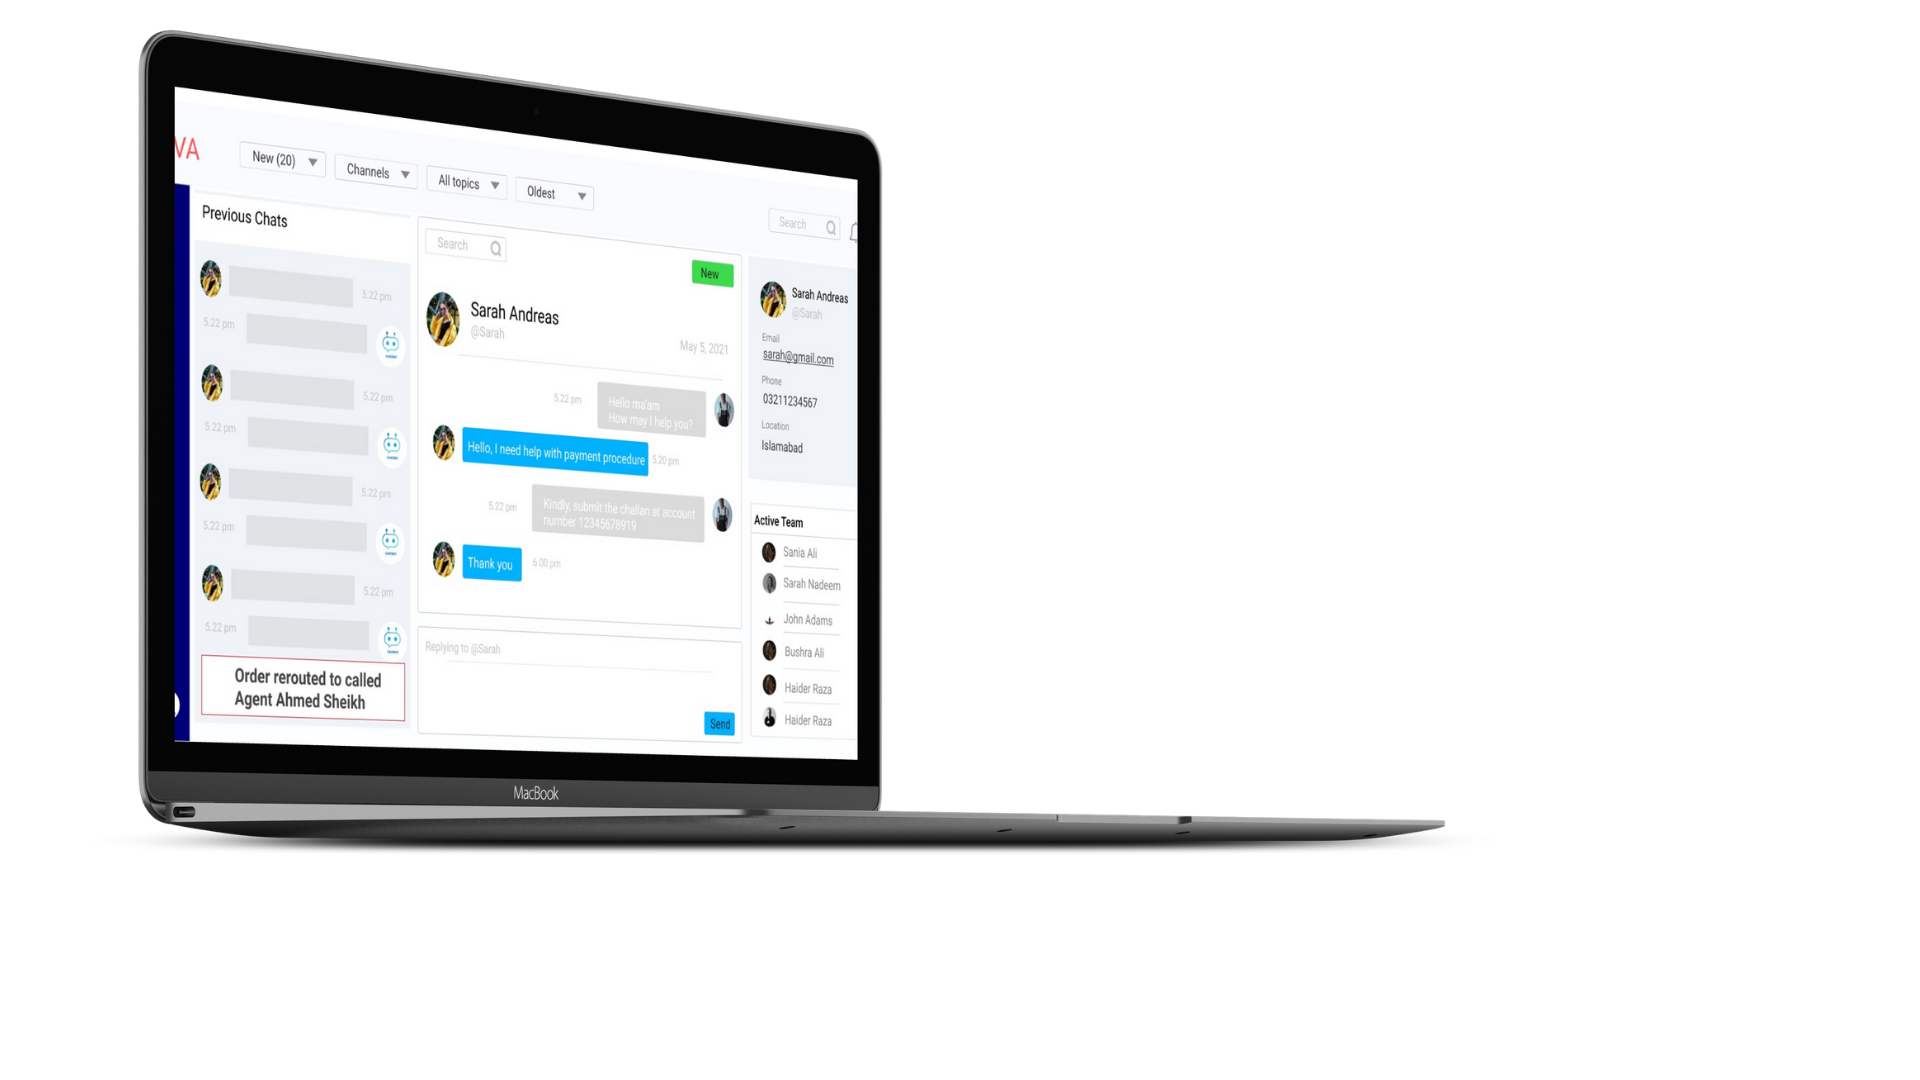 VA
New (20)
Channels
All topics
Oldest
Search
Previous Chats
5.22 pm
5.22 pm
5.22 pm
5.22 pm
5.22 pm
5.22 pm
5.22 pm
5.22 pm
Order rerouted to called
Agent Ahmed Sheikh
Search
New
Sarah Andreas
@Sarah
May 5, 2021
5.22 pm
Hello ma'am
How may I help you?
Hello, I need help with payment procedure
5.20 pm
5.22 pm
Kindly, submit the challan at account
number 12345678919
Thank you
6.00 pm
Replying to @Sarah
Send
Sarah Andreas
@Sarah
Email
sarah@gmail.com
Phone
03211234567
Location
Islamabad
Active Team
Sania Ali
Sarah Nadeem
John Adams
Bushra Ali
Haider Raza
Haider Raza
MacBook